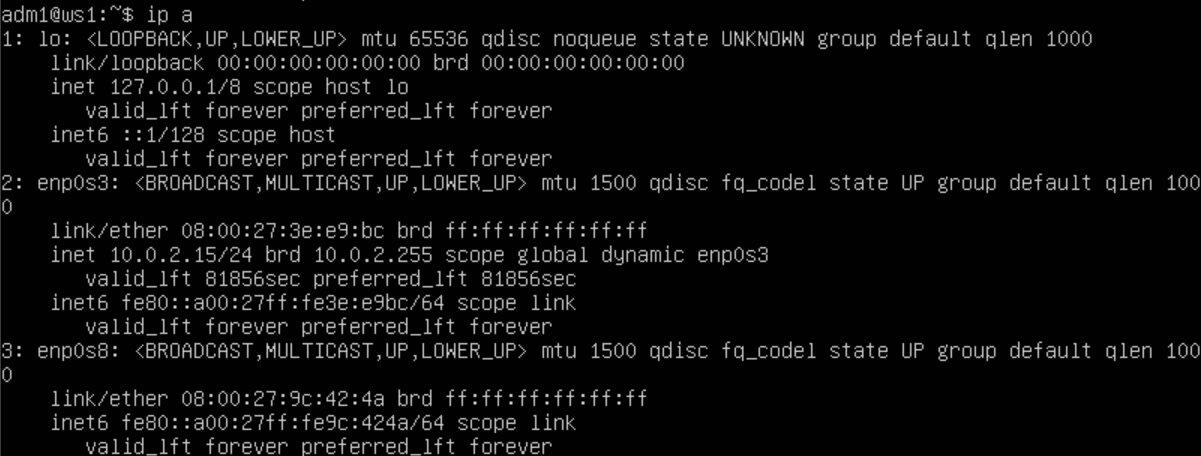 adm1@ws1:~$ ip a
1: lo: <LOOPBACK,UP,LOWER_UP> mtu 65536 qdisc noqueue state UNKNOWN group default qlen 1000
    link/loopback 00:00:00:00:00:00 brd 00:00:00:00:00:00
    inet 127.0.0.1/8 scope host lo
       valid_lft forever preferred_lft forever
    inet6 ::1/128 scope host
       valid_lft forever preferred_lft forever
2: enp0s3: <BROADCAST,MULTICAST,UP,LOWER_UP> mtu 1500 qdisc fq_codel state UP group default qlen 100
0
    link/ether 08:00:27:3e:e9:bc brd ff:ff:ff:ff:ff:ff
    inet 10.0.2.15/24 brd 10.0.2.255 scope global dynamic enp0s3
       valid_lft 81856sec preferred_lft 81856sec
    inet6 fe80::a00:27ff:fe3e:e9bc/64 scope link
       valid_lft forever preferred_lft forever
3: enp0s8: <BROADCAST,MULTICAST,UP,LOWER_UP> mtu 1500 qdisc fq_codel state UP group default qlen 100
0
    link/ether 08:00:27:9c:42:4a brd ff:ff:ff:ff:ff:ff
    inet6 fe80::a00:27ff:fe9c:424a/64 scope link
       valid_lft forever preferred_lft forever